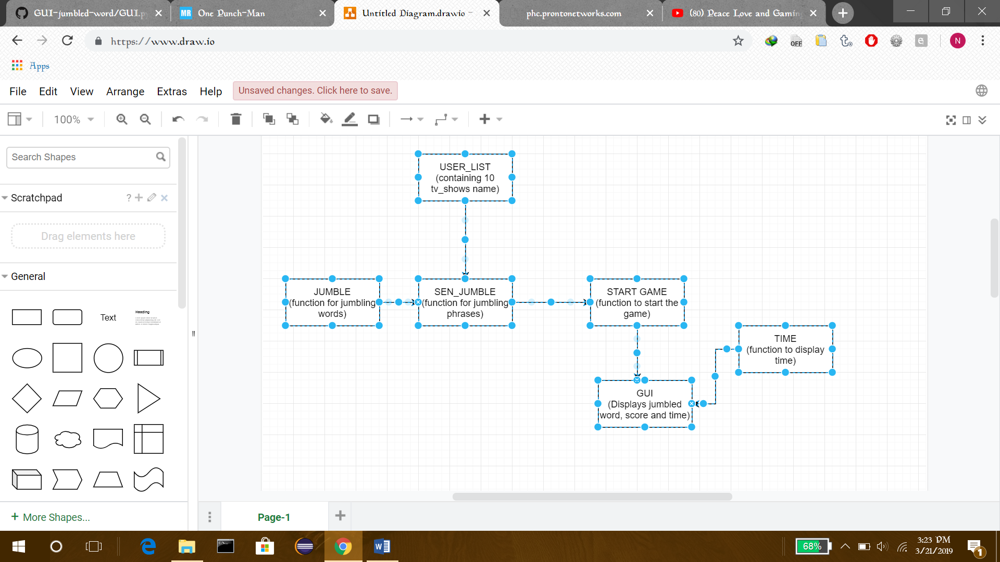 GUI-jumbled-word/GUI.py
One Punch-Man
Untitled Diagram.drawio -
phc.prontonetworks.com
(80) Peace Love and Gaming
https://www.draw.io
OFF
N
Apps
File Edit View Arrange Extras Help
Unsaved changes. Click here to save.
100%
Search Shapes
Scratchpad
?
Drag elements here
General
Text
Heading
More Shapes...
USER_LIST
(containing 10
tv_shows name)
JUMBLE
(function for jumbling
words)
SEN_JUMBLE
(function for jumbling
phrases)
START GAME
(function to start the
game)
TIME
(function to display
time)
GUI
(Displays jumbled
word, score and time)
Page-1
68%
3:23 PM
3/21/2019
1